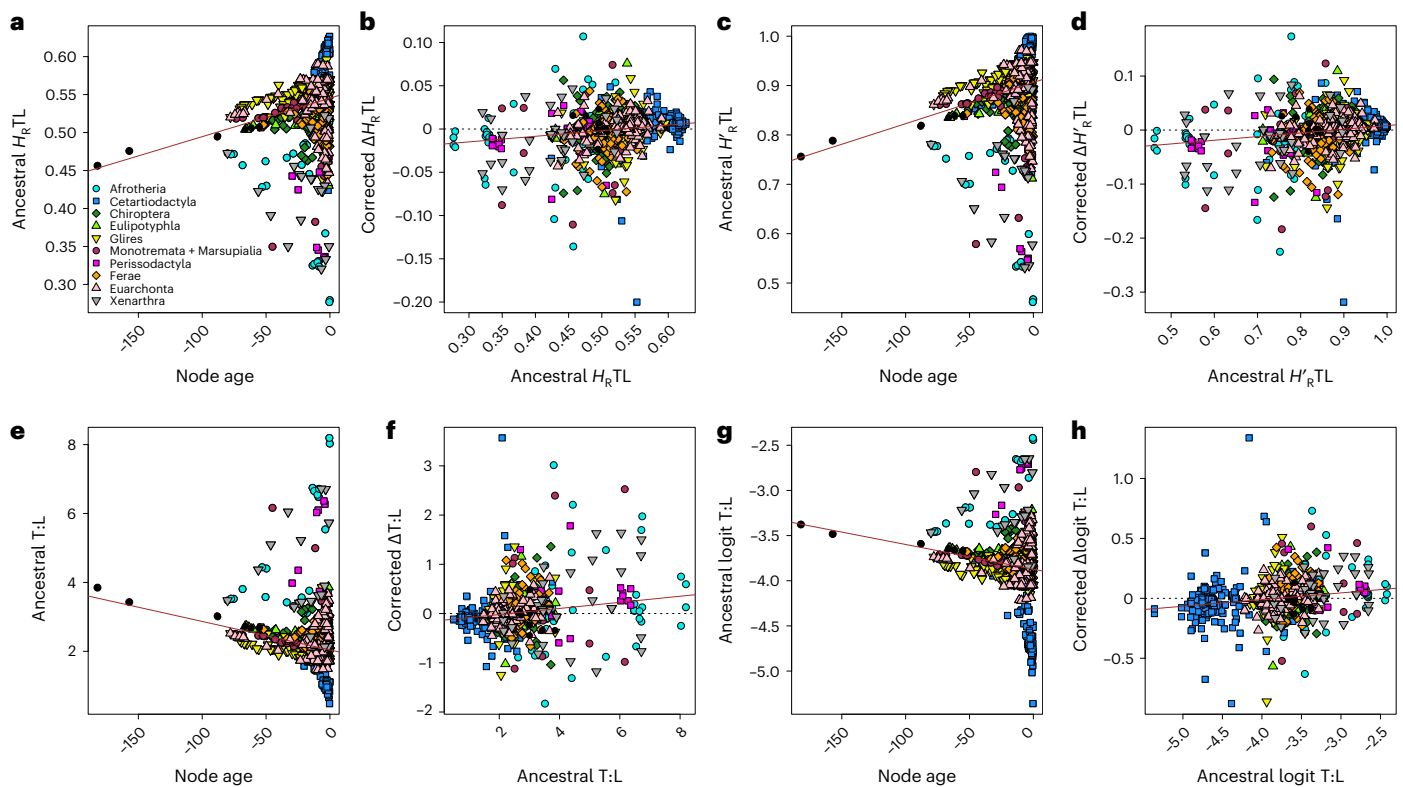 a
Ancestral HRTL
0.60
0.55
0.50
0.45
0.40
0.35
0.30
Afrotheria
Cetartiodactyla
Chiroptera
Eulipotyphla
Glires
Monotremata + Marsupialia
Perissodactyla
Ferae
Euarchonta
Xenarthra
−150
−100
−50
0
Node age
b
Corrected ΔHRTL
0.10
0.05
0
−0.05
−0.10
−0.15
−0.20
0.30
0.35
0.40
0.45
0.50
0.55
0.60
Ancestral HRTL
c
Ancestral H′RTL
1.0
0.9
0.8
0.7
0.6
0.5
−150
−100
−50
0
Node age
d
Corrected ΔH′RTL
0.1
0
−0.1
−0.2
−0.3
0.5
0.6
0.7
0.8
0.9
1.0
Ancestral H′RTL
e
Ancestral T:L
8
6
4
2
−150
−100
−50
0
Node age
f
Corrected ΔT:L
3
2
1
0
−1
−2
2
4
6
8
Ancestral T:L
g
Ancestral logit T:L
−2.5
−3.0
−3.5
−4.0
−4.5
−5.0
−150
−100
−50
0
Node age
h
Corrected Δlogit T:L
1.0
0.5
0
−0.5
−5.0
−4.5
−4.0
−3.5
−3.0
−2.5
Ancestral logit T:L